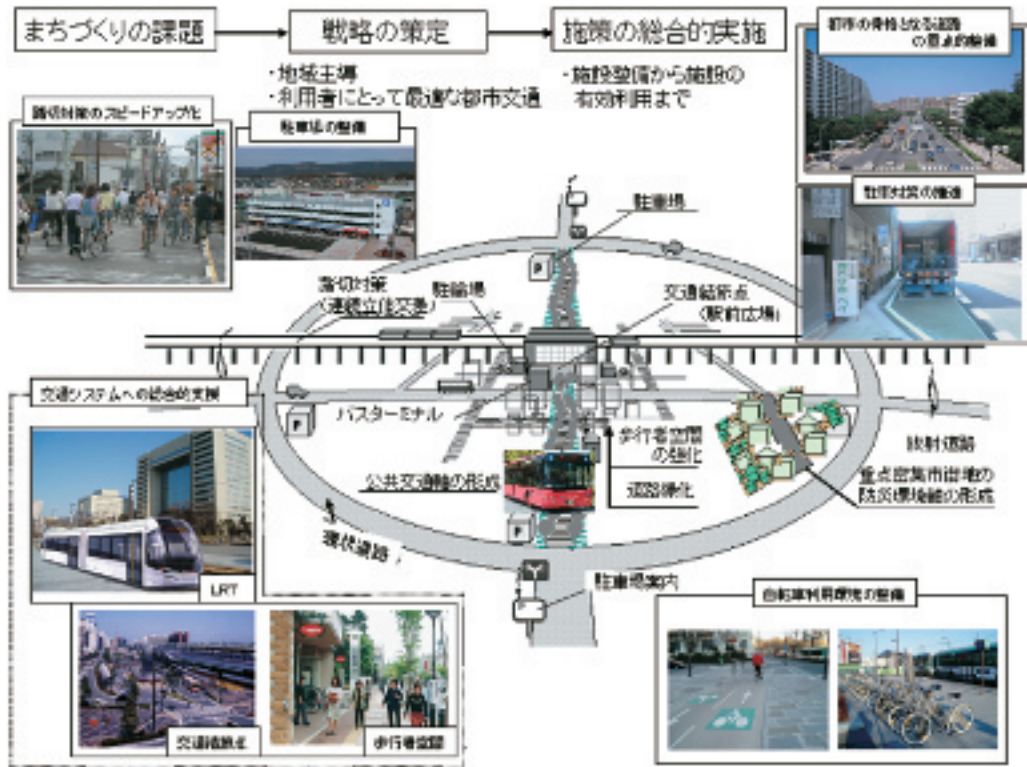 まちづくりの課題
戦略の策定
施策の総合的実施
・地域主導
・利用者にとって最適な都市交通
・施設整備から施設の
有効利用まで
都市の骨格となる道路
の重点的整備
踏切対策のスピードアップ化
駐車場の整備
駐車対策の推進
駐車場
P
踏切対策
(連続立体交差)
駐輪場
交通結節点
(駅前広場)
交通システムへの総合的支援
P
バスターミナル
歩行者空間
の強化
放射道路
公共交通軸の形成
道路緑化
重点密集市街地の
防災環境軸の形成
環状道路
P
LRT
駐車場案内
自転車利用環境の整備
交通結節点
歩行者空間